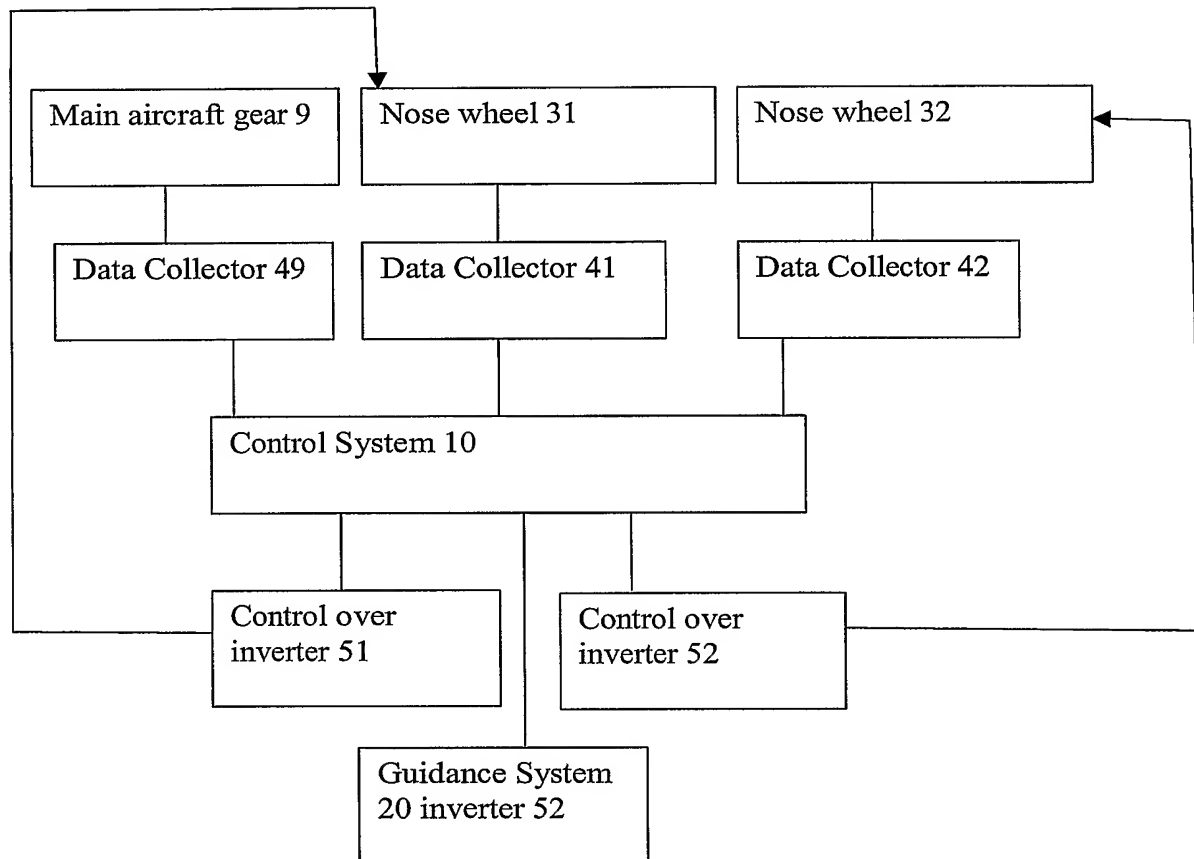 Main aircraft gear 9
Nose wheel 31
Nose wheel 32
Data Collector 49
Data Collector 41
Data Collector 42
Control System 10
Control over
inverter 51
Control over
inverter 52
Guidance System
20 inverter 52